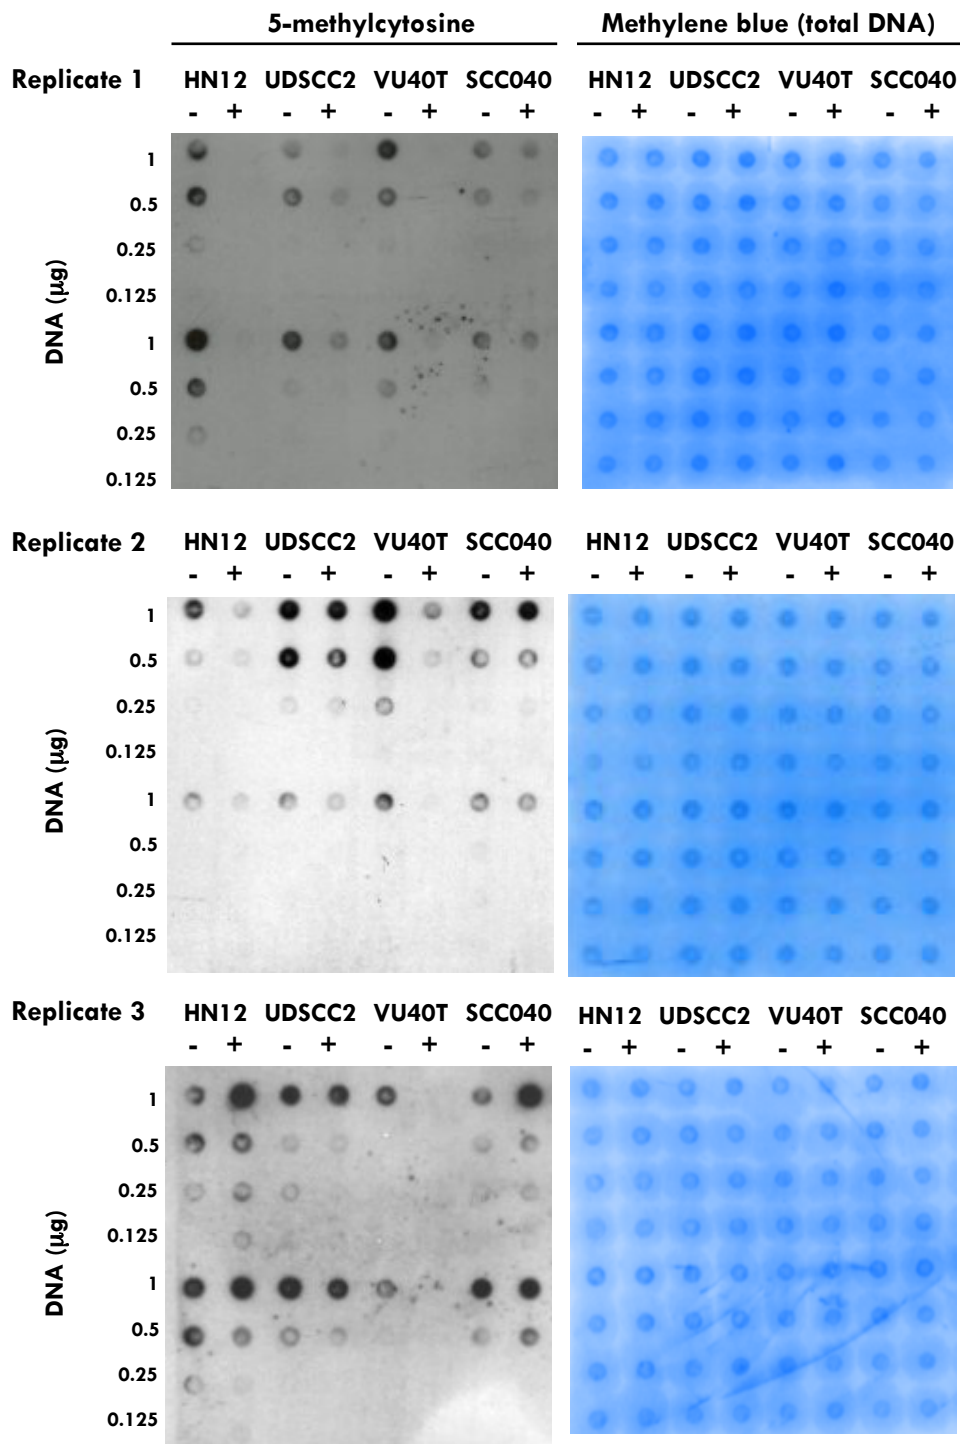 5-methylcytosine Methylene blue (total DNA)
Replicate 1 HN12 UDSCC2 VU40T SCC040 HN12 UDSCC2 VU40T SCC040
- + - + - + - + - + - + - + - +
1
0.5
0.25
0.125
1
0.5
0.25
0.125
DNA (µg)
Replicate 2 HN12 UDSCC2 VU40T SCC040 HN12 UDSCC2 VU40T SCC040
- + - + - + - + - + - + - + - +
1
0.5
0.25
0.125
1
0.5
0.25
0.125
DNA (µg)
Replicate 3 HN12 UDSCC2 VU40T SCC040 HN12 UDSCC2 VU40T SCC040
- + - + - + - + - + - + - + - +
1
0.5
0.25
0.125
1
0.5
0.25
0.125
DNA (µg)